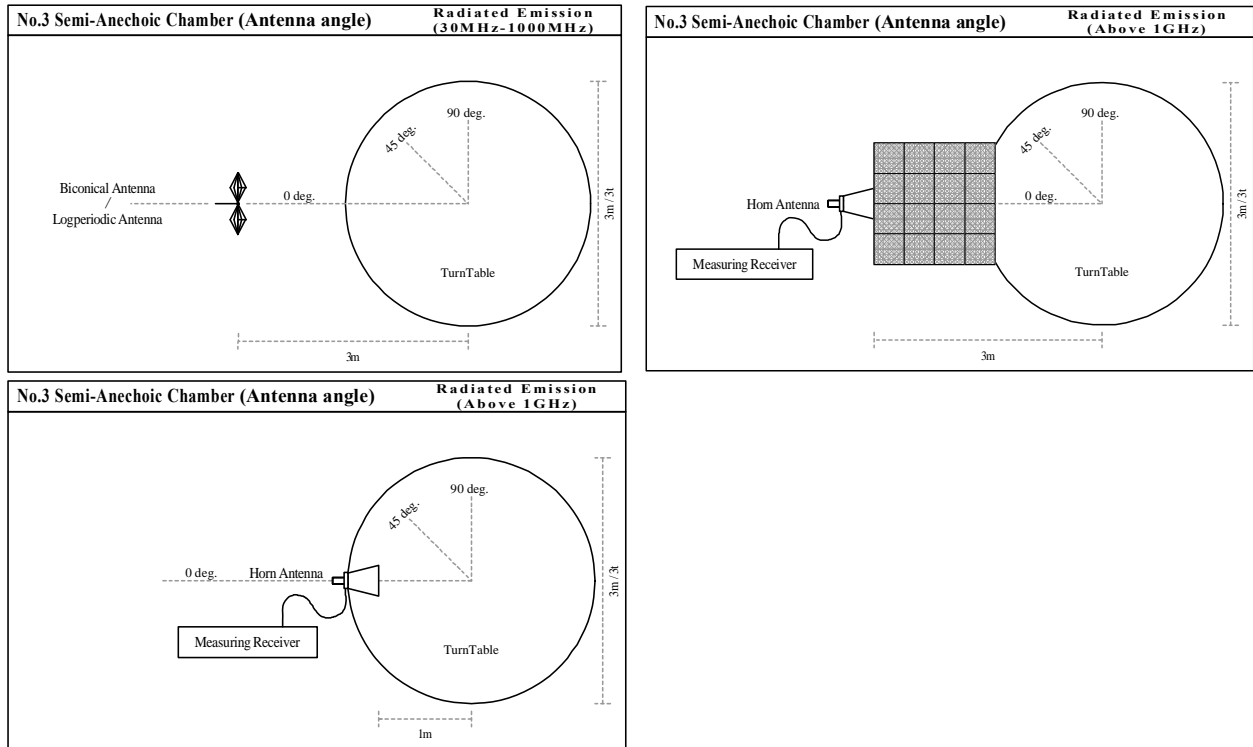 No.3 Semi-Anechoic Chamber (Antenna angle)
Radiated Emission
(30MHz-1000MHz)
90 deg.
45 deg.
Biconical Antenna
0 deg.
Logperiodic Antenna
3m / 3t
TurnTable
3m
No.3 Semi-Anechoic Chamber (Antenna angle)
Radiated Emission
(Above 1GHz)
90 deg.
45 deg.
Horn Antenna
0 deg.
3m / 3t
Measuring Receiver
TurnTable
3m
No.3 Semi-Anechoic Chamber (Antenna angle)
Radiated Emission
(Above 1GHz)
90 deg.
45 deg.
0 deg.
Horn Antenna
3m / 3t
Measuring Receiver
TurnTable
1m